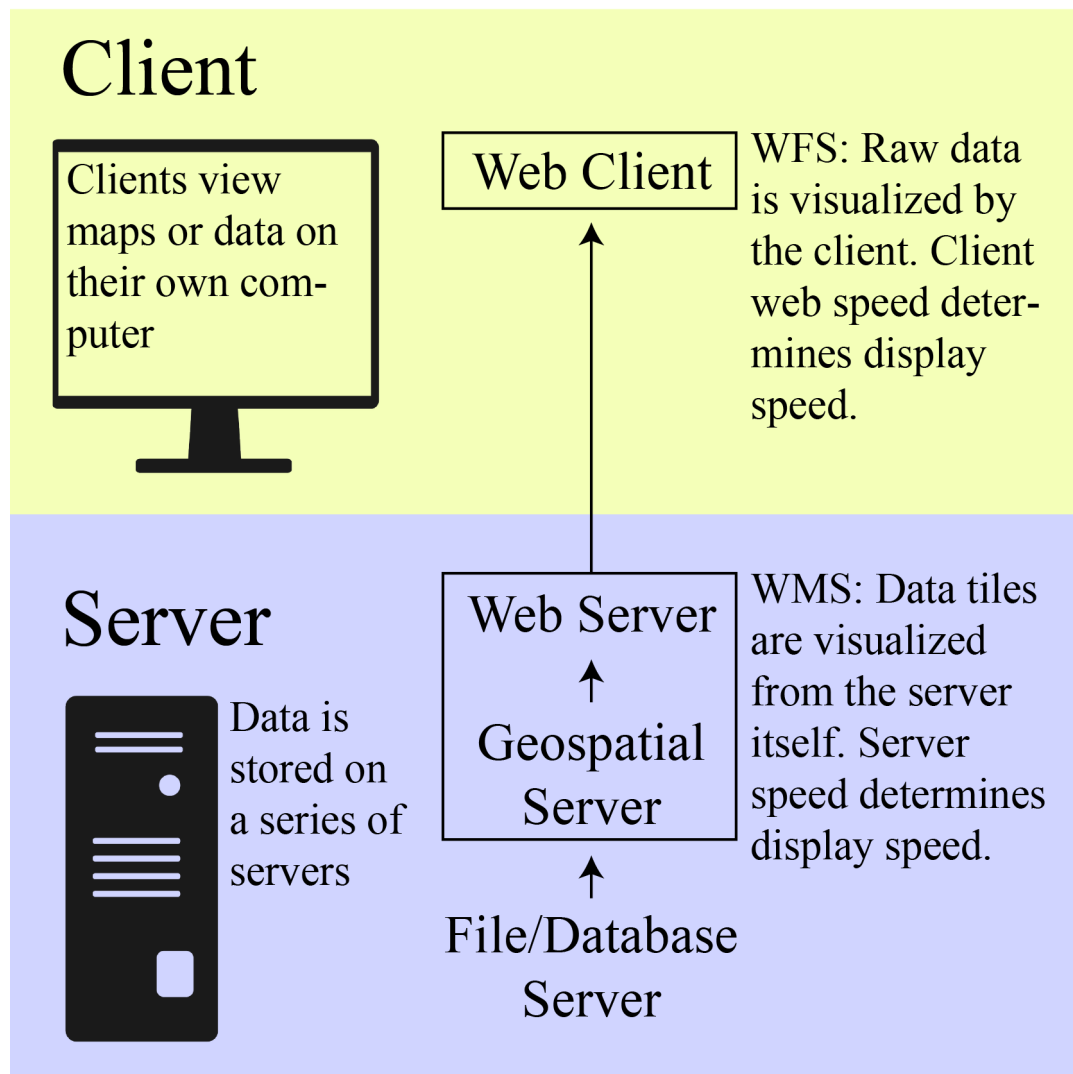 Client
Clients view
maps or data on
their own com-
puter
Web Client
WFS: Raw data
is visualized by
the client. Client
web speed deter-
mines display
speed.
Server
Data is
stored on
a series of
servers
Web Server
Geospatial
Server
File/Database
Server
WMS: Data tiles
are visualized
from the server
itself. Server
speed determines
display speed.